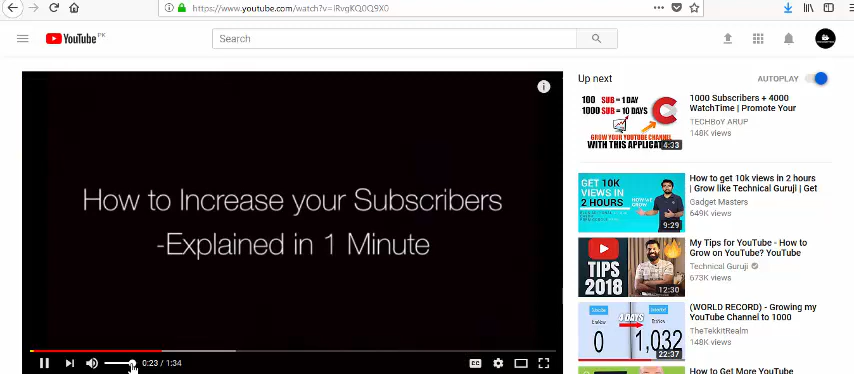 https://www.youtube.com/watch?v=iRvgKQ0Q9X0
YouTube PK
Search
How to Increase your Subscribers
-Explained in 1 Minute
0:23 / 1:34
Up next
AUTOPLAY
100 SUB = 1 DAY
1000 SUB = 10 DAYS
GROW YOUR YOUTUBE CHANNEL
WITH THIS APPLICATION
4:33
1000 Subscribers + 4000
WatchTime | Promote Your
TECHBoY ARUP
148K views
GET 10K
VIEWS IN
2 HOURS
9:29
How to get 10k views in 2 hours
| Grow like Technical Guruji | Get
Gadget Masters
649K views
TIPS
2018
12:30
My Tips for YouTube - How to
Grow on YouTube? YouTube
Technical Guruji
673K views
4 DAYS
0
1,032
22:37
(WORLD RECORD) - Growing my
YouTube Channel to 1000
TheTekkitRealm
148K views
How to Get More YouTube